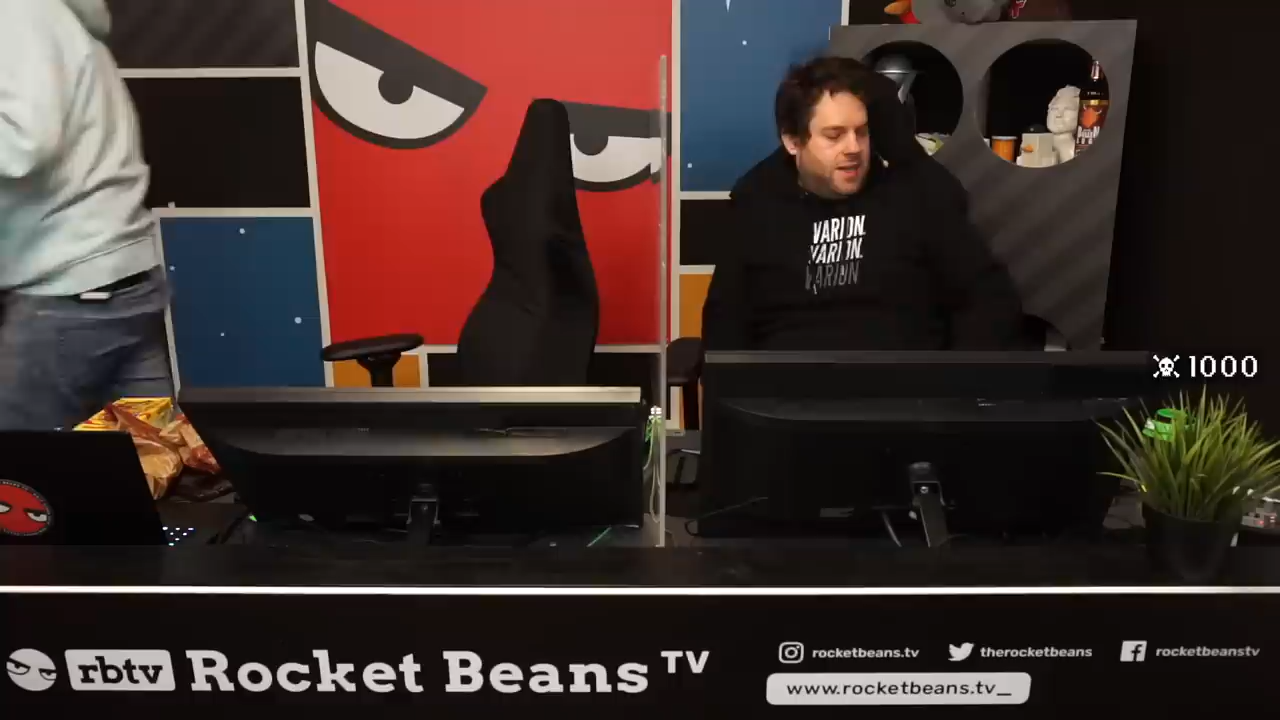 VARION.
VARION.
VARION
1000
rbtv Rocket Beans TV
rocketbeans.tv therocketbeans rocketbeanstv
www.rocketbeans.tv_